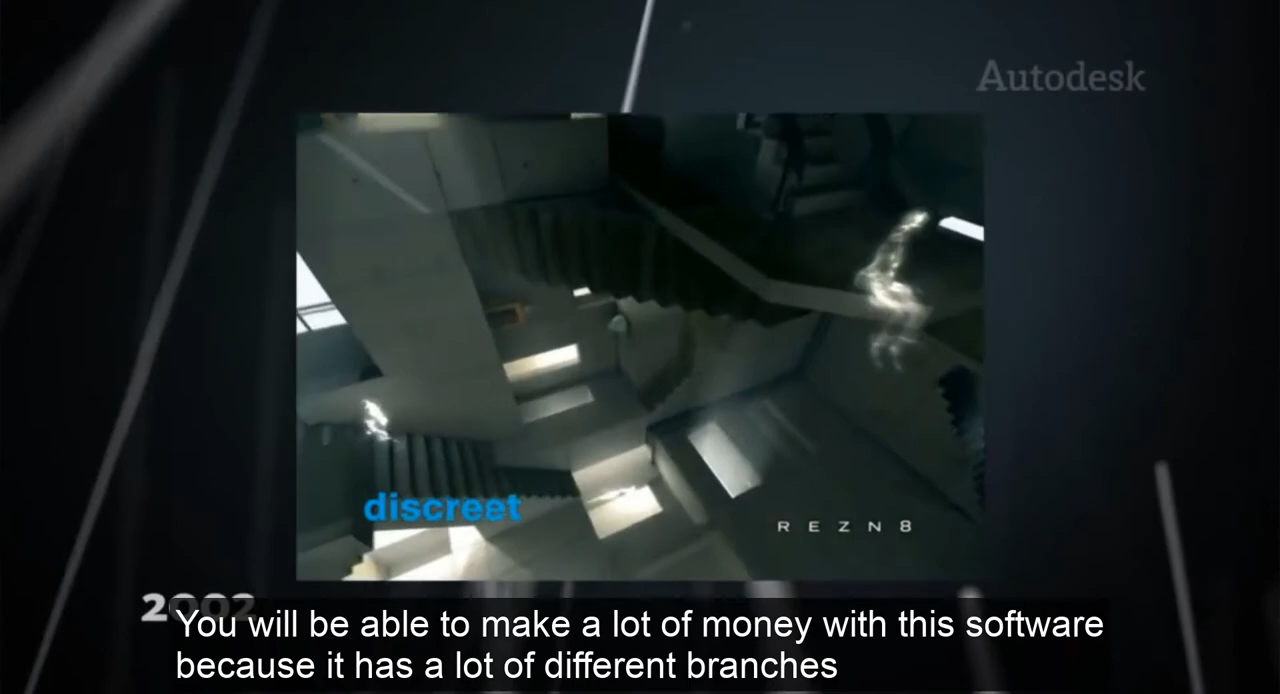 Autodesk
discreet
R E Z N 8
2002
You will be able to make a lot of money with this software
because it has a lot of different branches